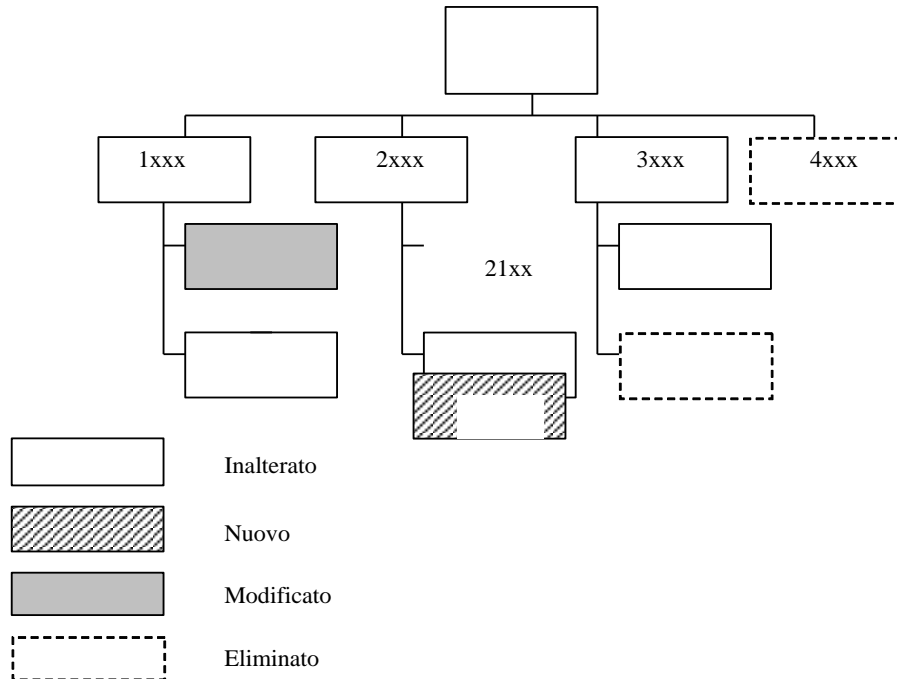 1xxx
2xxx
3xxx
4xxx
21xx
Inalterato
Nuovo
Modificato
Eliminato